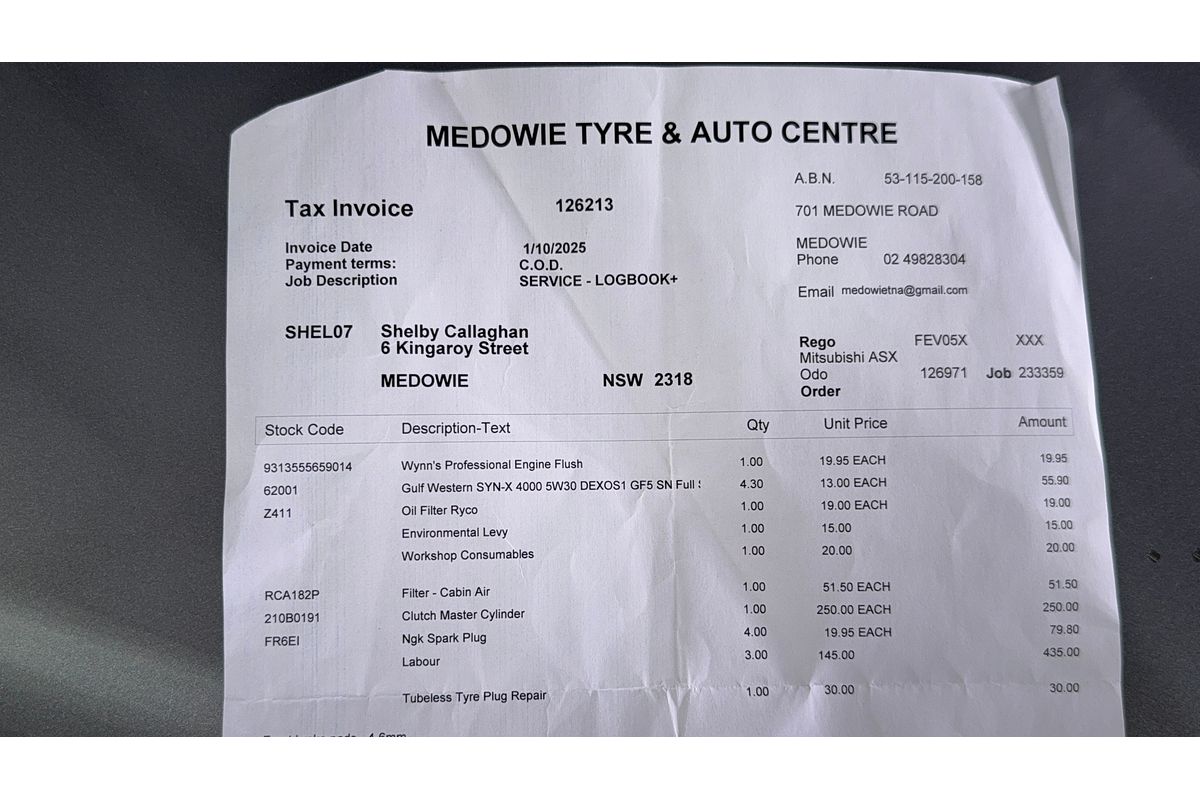 MEDOWIE TYRE & AUTO CENTRE
A.B.N. 53-115-200-158
Tax Invoice 126213
701 MEDOWIE ROAD
Invoice Date 1/10/2025
MEDOWIE
Payment terms: C.O.D.
Phone 02 49828304
Job Description SERVICE - LOGBOOK+
Email medowietna@gmail.com
SHEL07 Shelby Callaghan
6 Kingaroy Street
Rego FEV05X XXX
Mitsubishi ASX
MEDOWIE NSW 2318
Odo 126971 Job 233359
Order
Stock Code Description-Text Qty Unit Price Amount
9313555659014 Wynn's Professional Engine Flush 1.00 19.95 EACH 19.95
62001 Gulf Western SYN-X 4000 5W30 DEXOS1 GF5 SN Full 4.30 13.00 EACH 55.90
Z411 Oil Filter Ryco 1.00 19.00 EACH 19.00
Environmental Levy 1.00 15.00 15.00
Workshop Consumables 1.00 20.00 20.00
RCA182P Filter - Cabin Air 1.00 51.50 EACH 51.50
210B0191 Clutch Master Cylinder 1.00 250.00 EACH 250.00
FR6EI Ngk Spark Plug 4.00 19.95 EACH 79.80
Labour 3.00 145.00 435.00
Tubeless Tyre Plug Repair 1.00 30.00 30.00